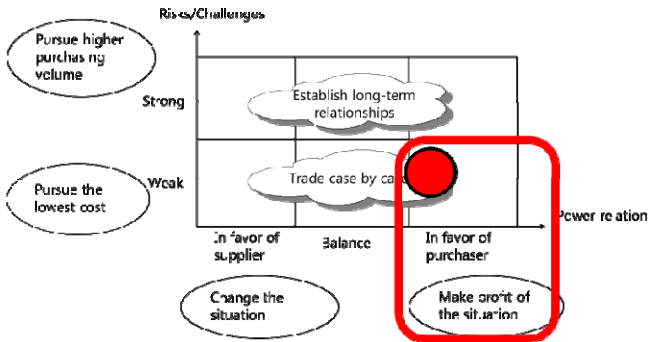 Risks/Challenges
Pursue higher
purchasing
volume
Strong
Establish long-term
relationships
Pursue the
lowest cost
Weak
Trade case by case
Power relation
In favor of
supplier
Balance
In favor of
purchaser
Change the
situation
Make profit of
the situation